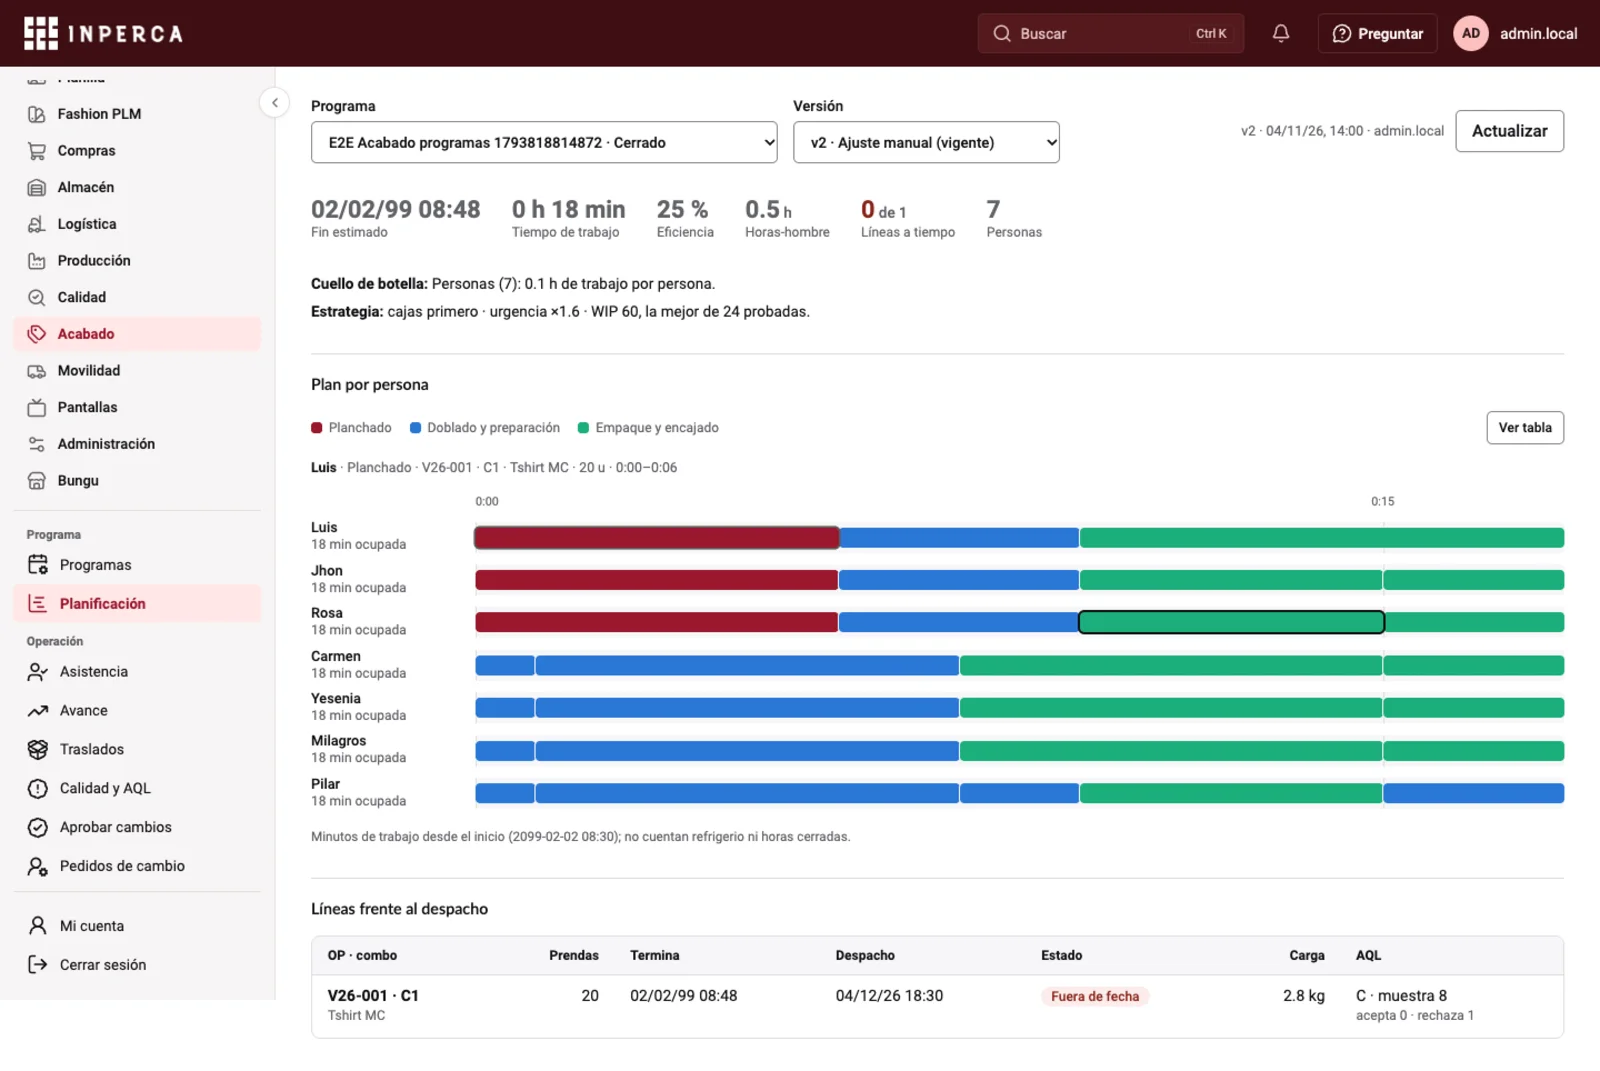 INPERCA
Buscar
Ctrl K
Preguntar
AD
admin.local
Planilla
Fashion PLM
Compras
Almacén
Logística
Producción
Calidad
Acabado
Movilidad
Pantallas
Administración
Bungu
Programa
Programas
Planificación
Operación
Asistencia
Avance
Traslados
Calidad y AQL
Aprobar cambios
Pedidos de cambio
Mi cuenta
Cerrar sesión
Programa
E2E Acabado programas 1793818814872 · Cerrado
Versión
v2 · Ajuste manual (vigente)
v2 · 04/11/26, 14:00 · admin.local
Actualizar
02/02/99 08:48
Fin estimado
0 h 18 min
Tiempo de trabajo
25 %
Eficiencia
0.5 h
Horas-hombre
0 de 1
Líneas a tiempo
7
Personas
Cuello de botella: Personas (7): 0.1 h de trabajo por persona.
Estrategia: cajas primero · urgencia ×1.6 · WIP 60, la mejor de 24 probadas.
Plan por persona
Planchado
Doblado y preparación
Empaque y encajado
Ver tabla
Luis · Planchado · V26-001 · C1 · Tshirt MC · 20 u · 0:00–0:06
0:00
0:15
Luis
18 min ocupada
Jhon
18 min ocupada
Rosa
18 min ocupada
Carmen
18 min ocupada
Yesenia
18 min ocupada
Milagros
18 min ocupada
Pilar
18 min ocupada
Minutos de trabajo desde el inicio (2099-02-02 08:30); no cuentan refrigerio ni horas cerradas.
Líneas frente al despacho
OP · combo Prendas Termina Despacho Estado Carga AQL
V26-001 · C1 20 02/02/99 08:48 04/12/26 18:30 Fuera de fecha 2.8 kg C · muestra 8
Tshirt MC acepta 0 · rechaza 1